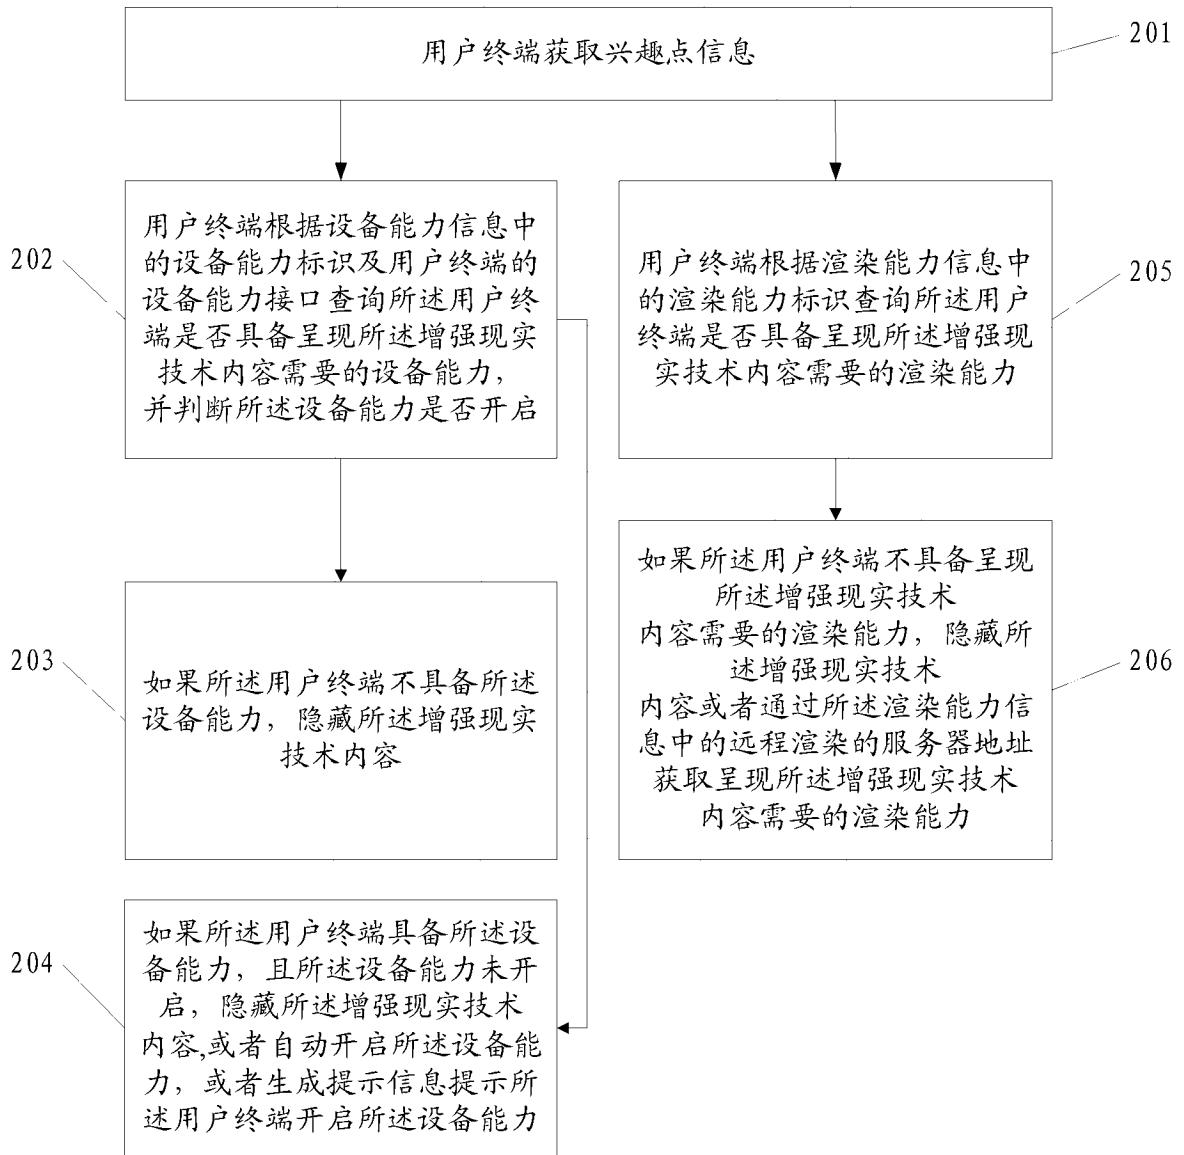 用户终端获取兴趣点信息
201
用户终端根据设备能力信息中
的设备能力标识及用户终端的
设备能力接口查询所述用户终
端是否具备呈现所述增强现实
技术内容需要的设备能力，
并判断所述设备能力是否开启
202
用户终端根据渲染能力信息中
的渲染能力标识查询所述用户
终端是否具备呈现所述增强现
实技术内容需要的渲染能力
205
如果所述用户终端不具备所述
设备能力，隐藏所述增强现实
技术内容
203
如果所述用户终端不具备呈现
所述增强现实技术
内容需要的渲染能力，隐藏所
述增强现实技术
内容或者通过所述渲染能力信
息中的远程渲染的服务器地址
获取呈现所述增强现实技术
内容需要的渲染能力
206
如果所述用户终端具备所述设
备能力，且所述设备能力未开
启，隐藏所述增强现实技术
内容,或者自动开启所述设备能
力，或者生成提示信息提示所
述用户终端开启所述设备能力
204